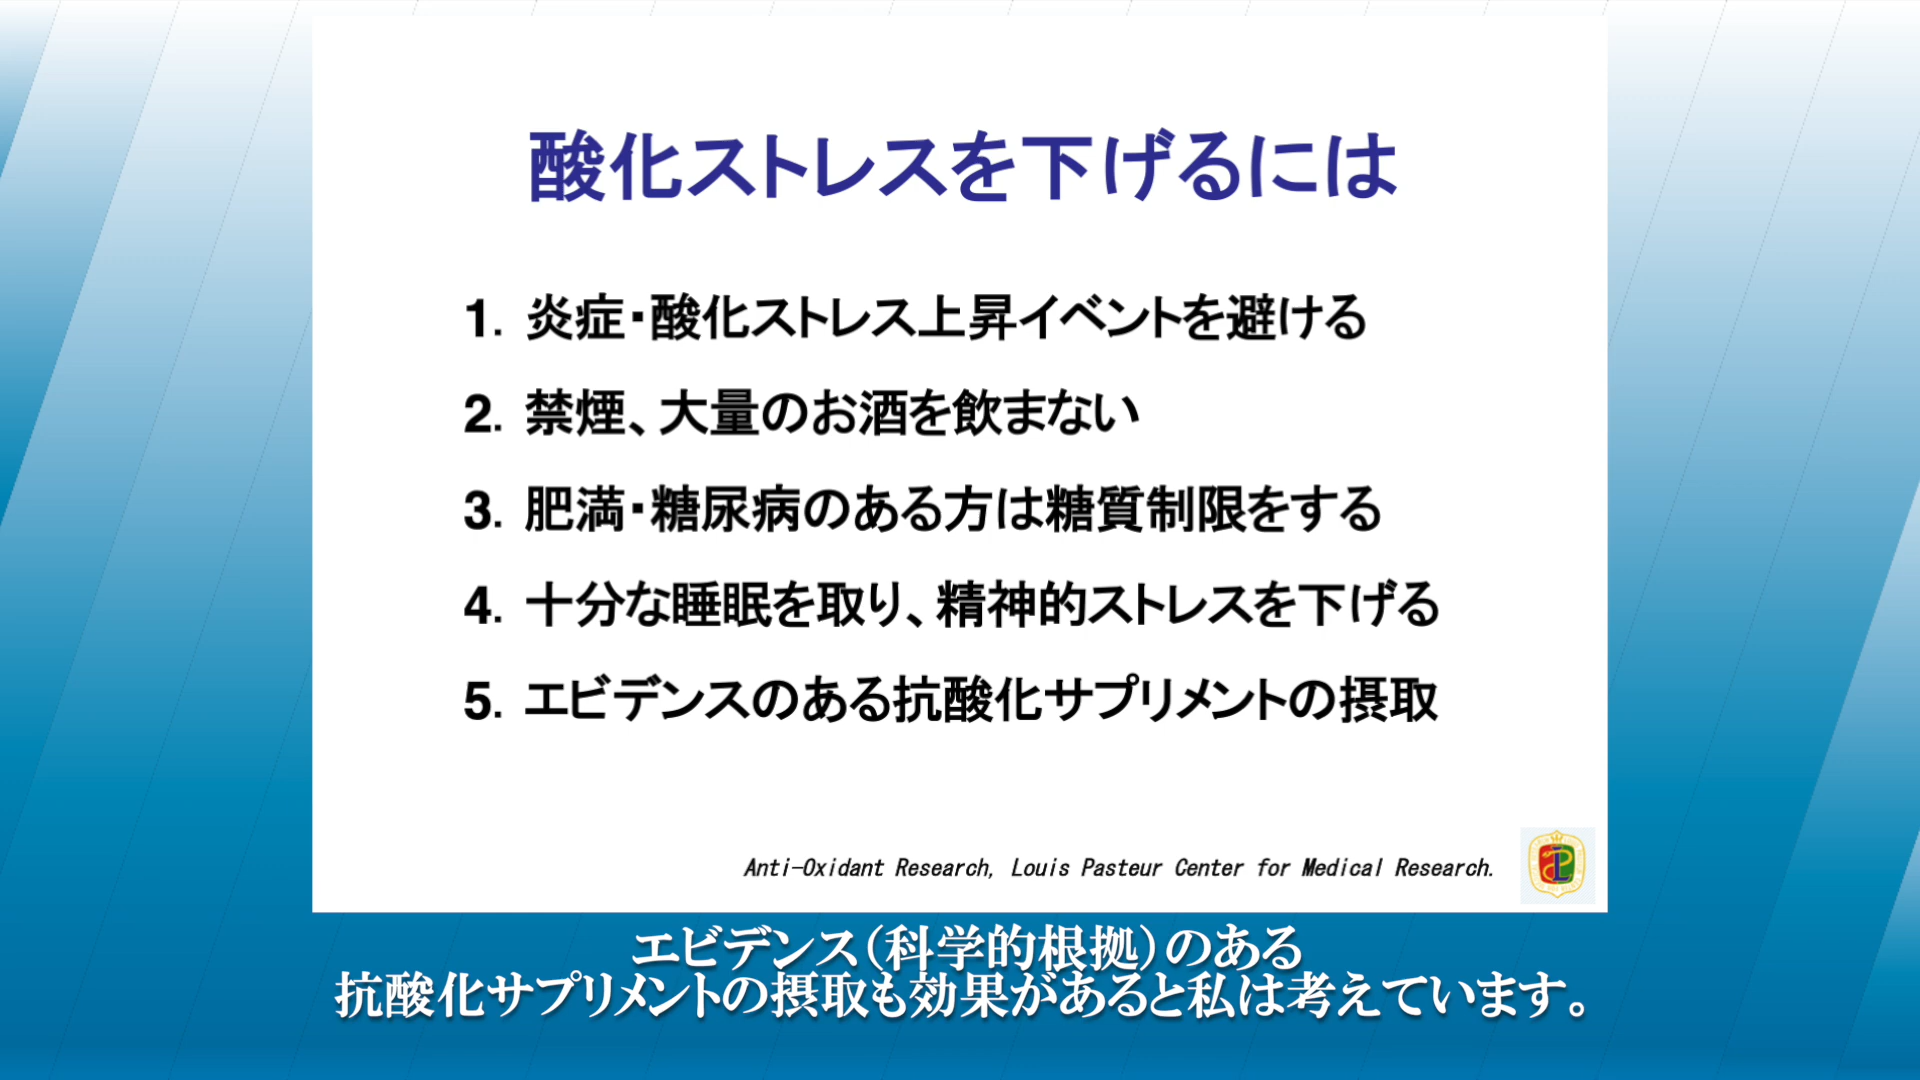 酸化ストレスを下げるには
1. 炎症・酸化ストレス上昇イベントを避ける
2. 禁煙、大量のお酒を飲まない
3. 肥満・糖尿病のある方は糖質制限をする
4. 十分な睡眠を取り、精神的ストレスを下げる
5. エビデンスのある抗酸化サプリメントの摂取
Anti-Oxidant Research, Louis Pasteur Center for Medical Research.
エビデンス（科学的根拠）のある
抗酸化サプリメントの摂取も効果があると私は考えています。